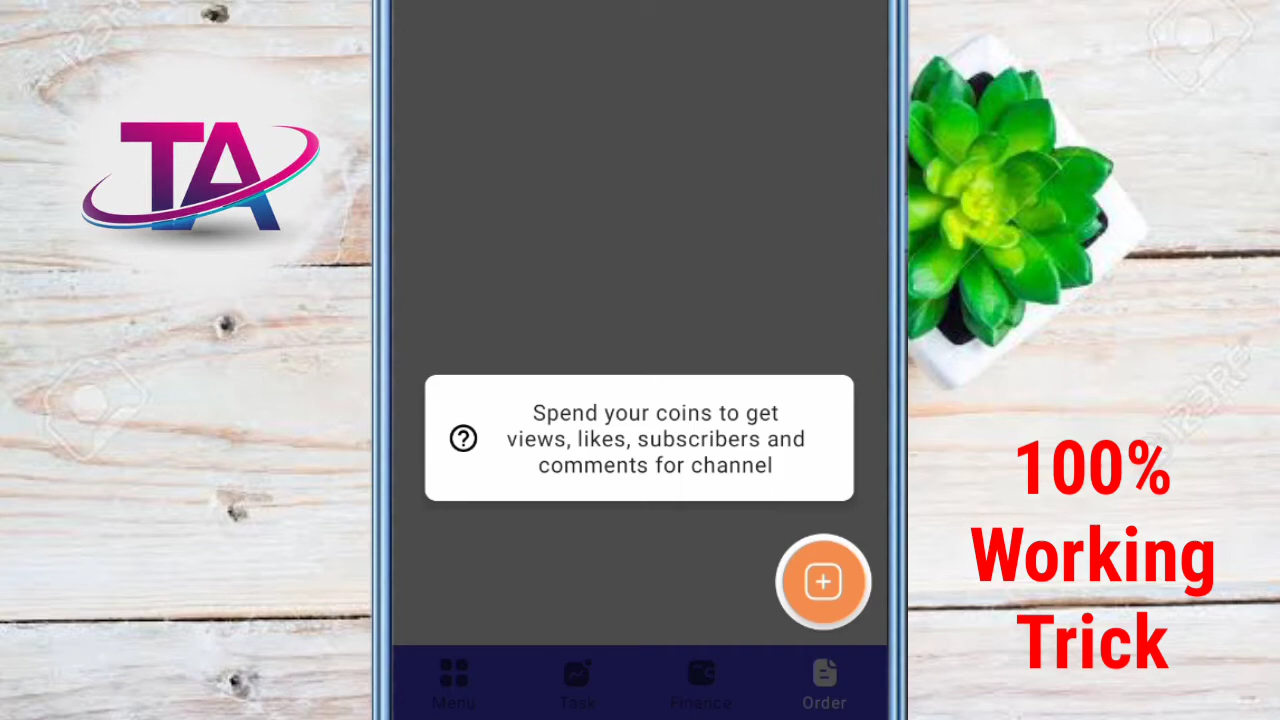 TA
Spend your coins to get
views, likes, subscribers and
comments for channel
100%
Working
Trick
Menu
Task
Finance
Order
123RF